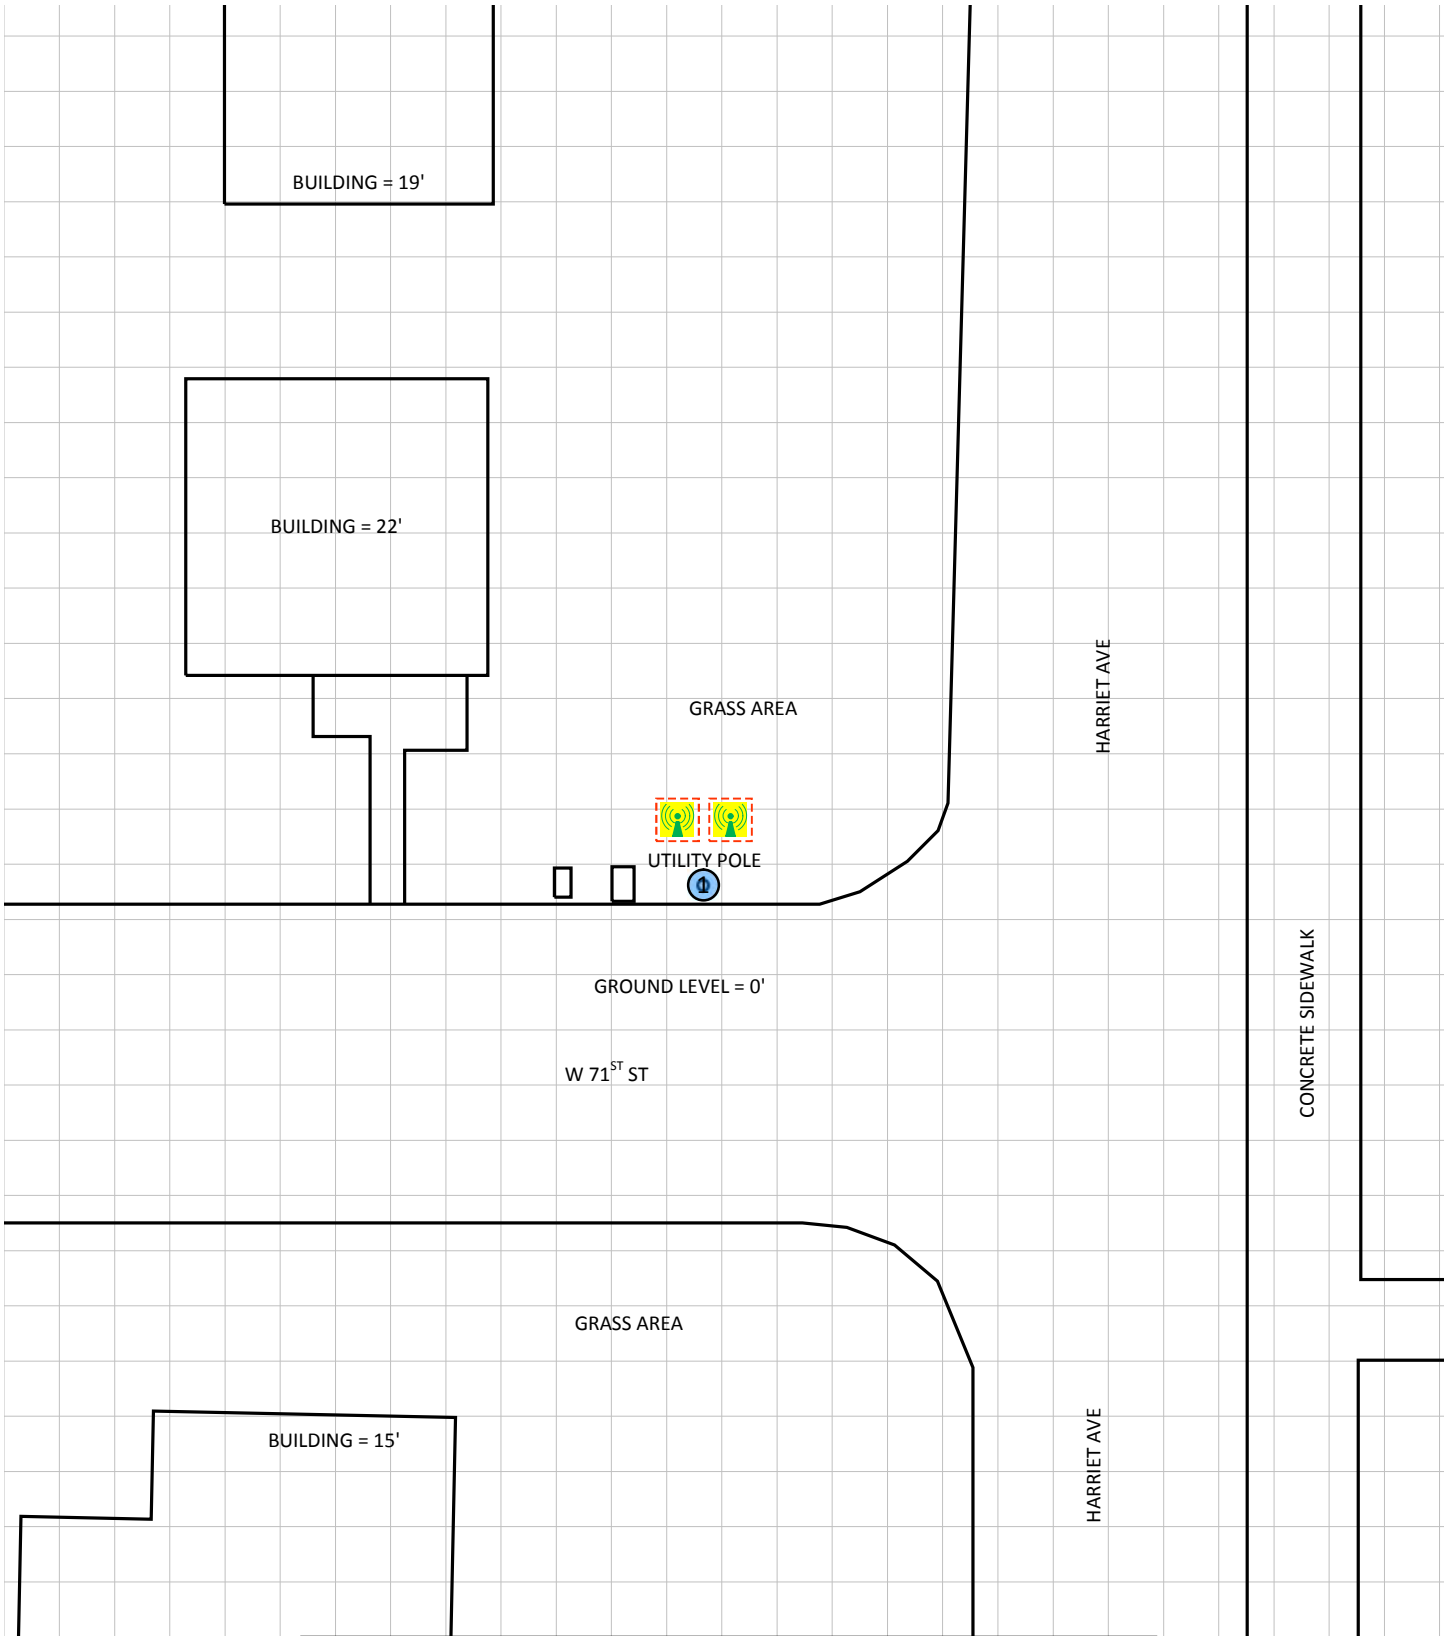 BUILDING = 19'
BUILDING = 22'
HARRIET AVE
GRASS AREA
UTILITY POLE
1
CONCRETE SIDEWALK
GROUND LEVEL = 0'
W 71ST ST
GRASS AREA
HARRIET AVE
BUILDING = 15'